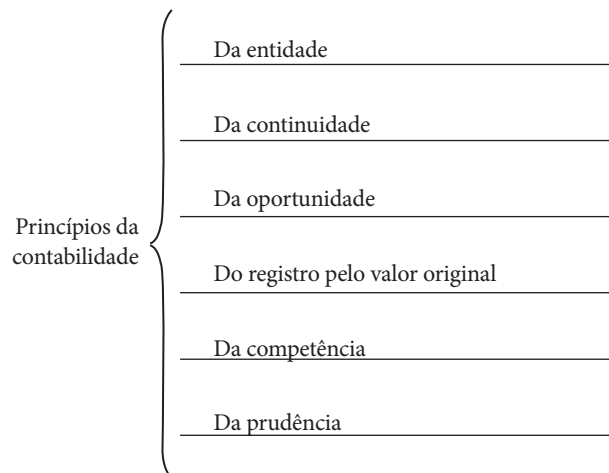 Princípios da
contabilidade
Da entidade
Da continuidade
Da oportunidade
Do registro pelo valor original
Da competência
Da prudência